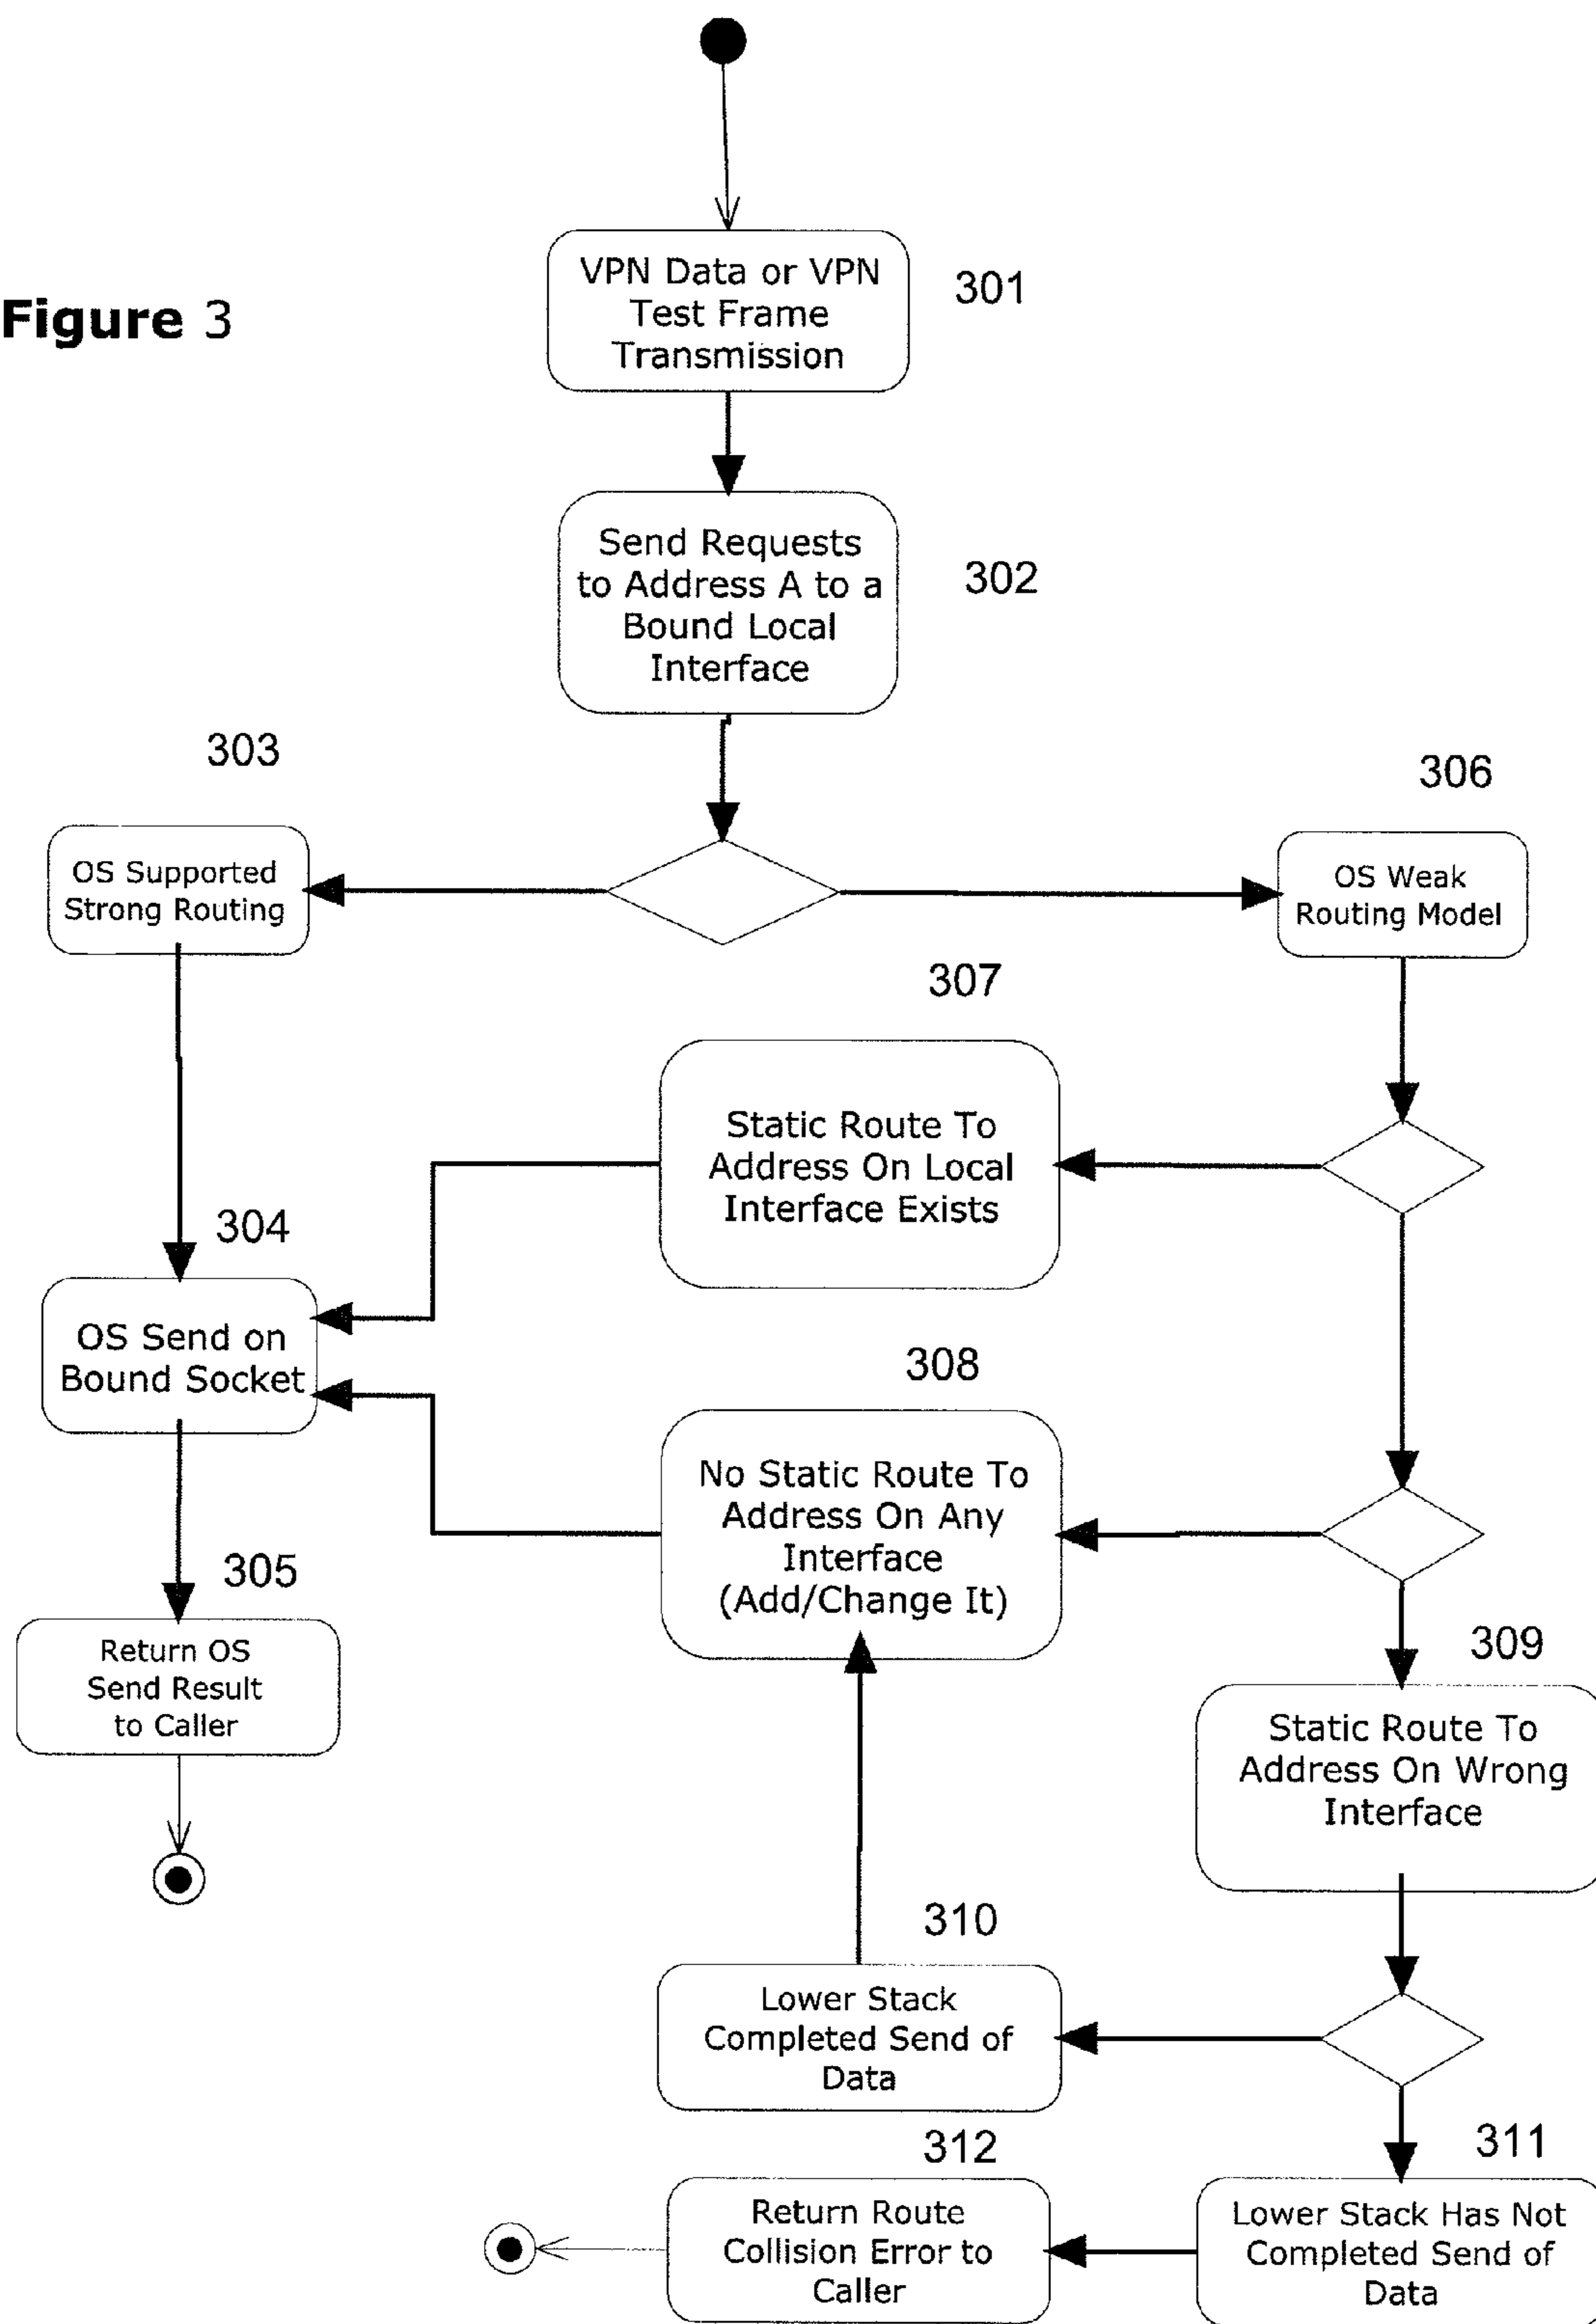 VPN Data or VPN
Test Frame
Transmission
301
Figure 3
Send Requests
to Address A to a
Bound Local
Interface
302
303
OS Supported
Strong Routing
306
OS Weak
Routing Model
307
Static Route To
Address On Local
Interface Exists
304
OS Send on
Bound Socket
308
No Static Route To
Address On Any
Interface
(Add/Change It)
305
Return OS
Send Result
to Caller
309
Static Route To
Address On Wrong
Interface
310
Lower Stack
Completed Send of
Data
311
Lower Stack Has Not
Completed Send of
Data
312
Return Route
Collision Error to
Caller